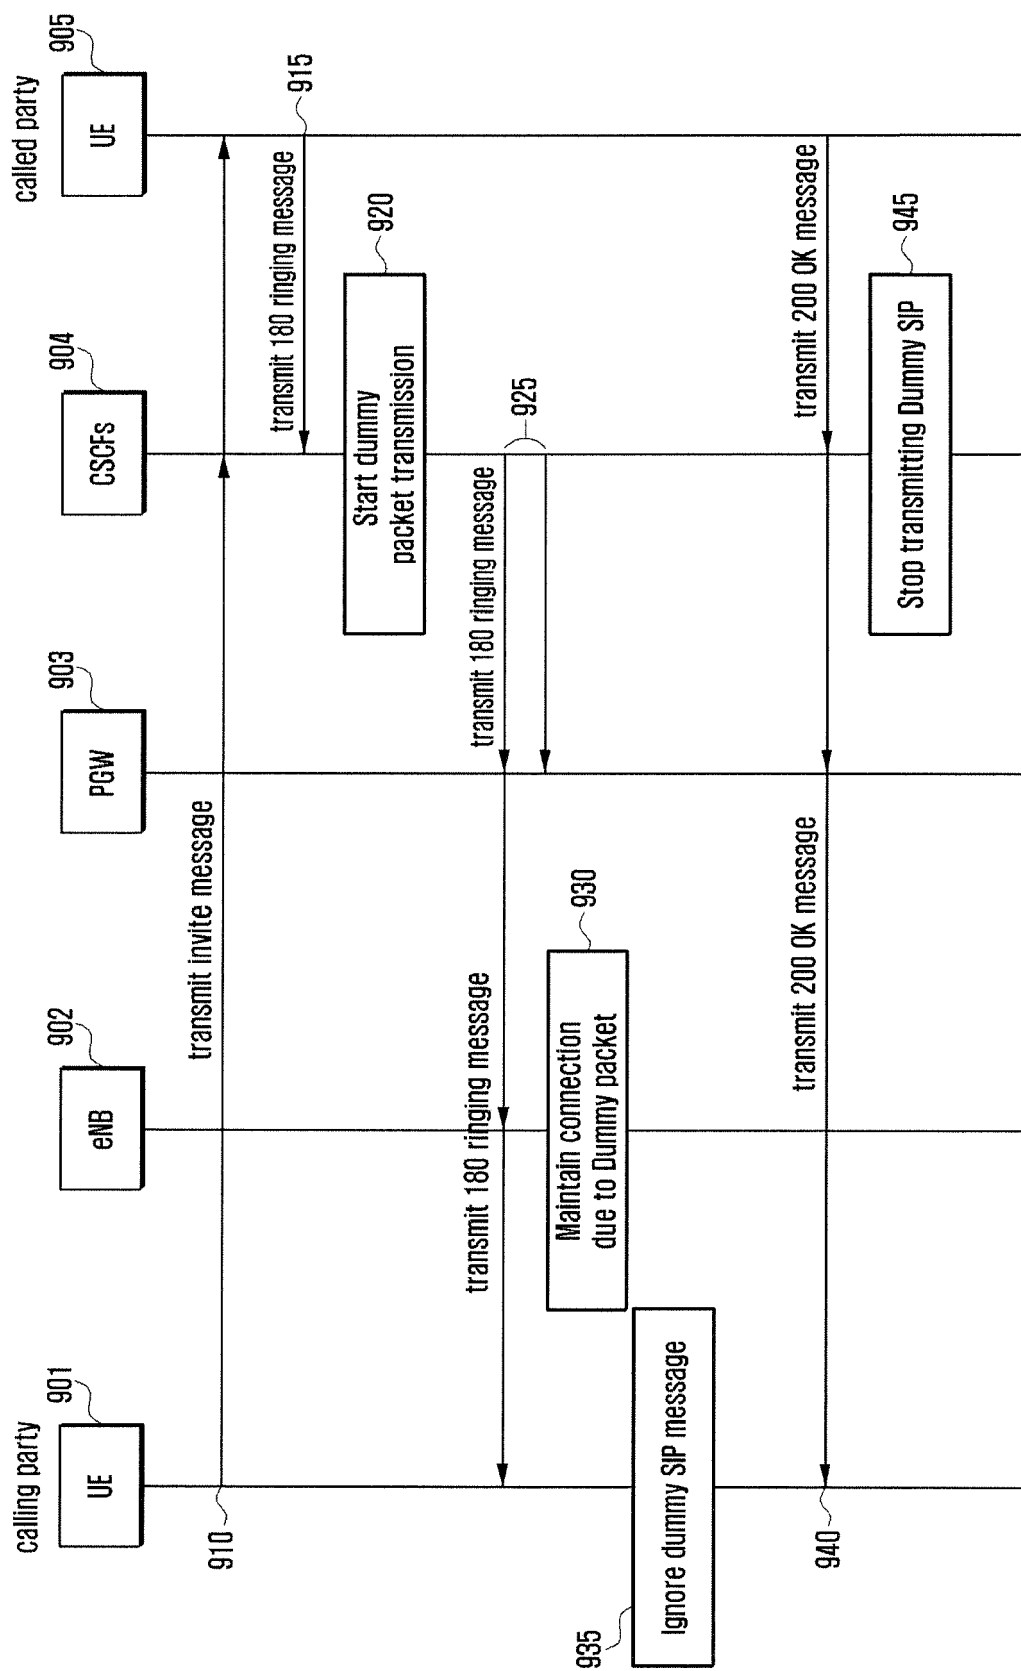 calling party
called party
901
902
903
904
905
UE
eNB
PGW
CSCFs
UE
910
transmit invite message
transmit 180 ringing message
915
920
Start dummy
packet transmission
transmit 180 ringing message
transmit 180 ringing message
925
930
Maintain connection
due to Dummy packet
935
Ignore dummy SIP message
940
transmit 200 OK message
transmit 200 OK message
945
Stop transmitting Dummy SIP